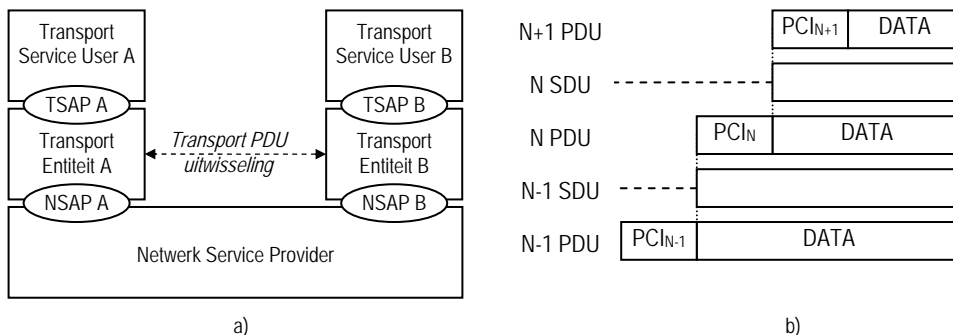 Transport
Service User A
Transport
Service User B
TSAP A
TSAP B
Transport
Entiteit A
Transport PDU
uitwisseling
Transport
Entiteit B
NSAP A
NSAP B
Netwerk Service Provider
a)
N+1 PDU
PCIN+1
DATA
N SDU
N PDU
PCIN
DATA
N-1 SDU
N-1 PDU
PCIN-1
DATA
b)